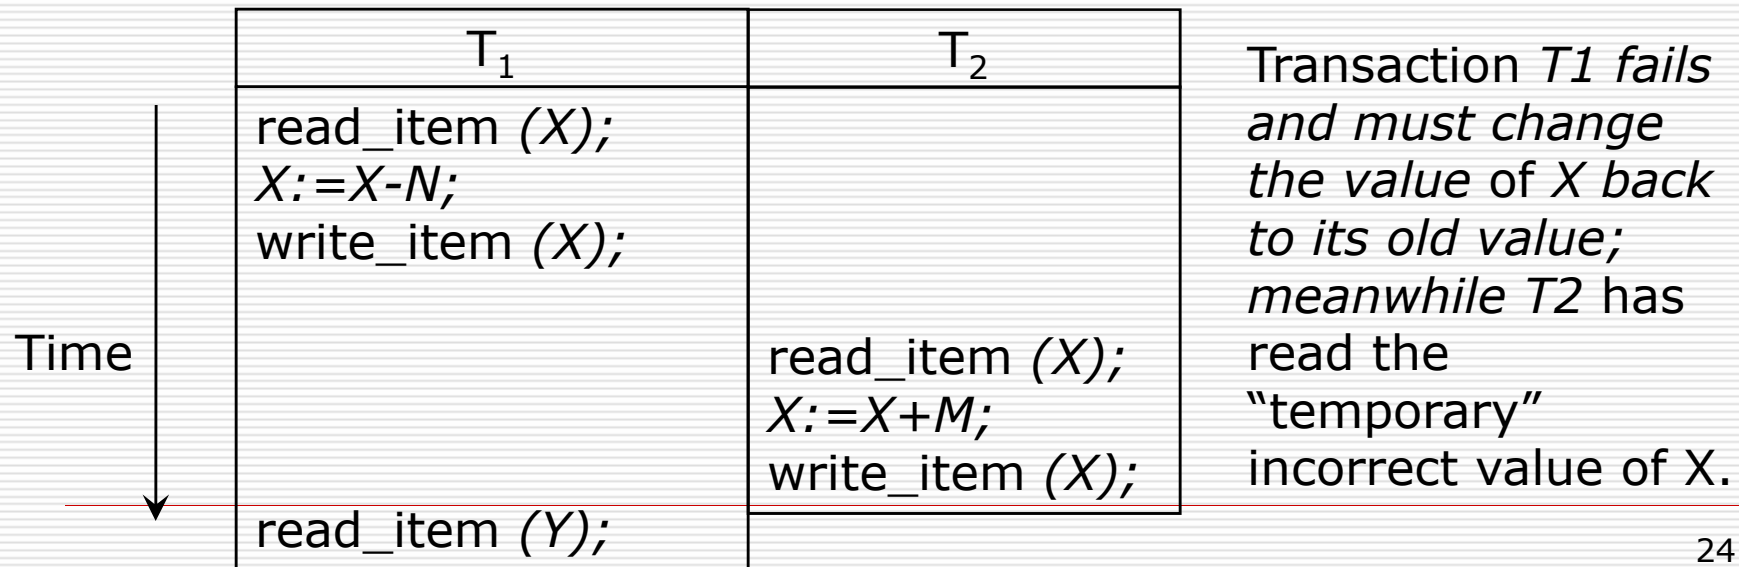 T₁
T₂
read_item (X);
X:=X-N;
write_item (X);
Time
read_item (X);
X:=X+M;
write_item (X);
read_item (Y);
Transaction T1 fails
and must change
the value of X back
to its old value;
meanwhile T2 has
read the
“temporary”
incorrect value of X.
24